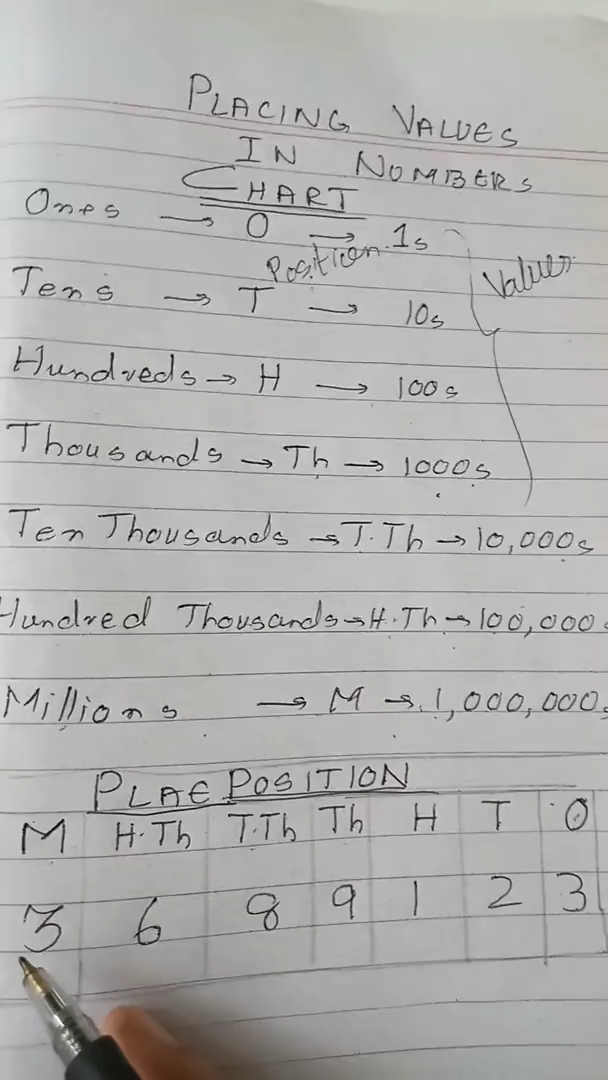 PLACING VALUES
IN NUMBERS
CHART
Ones → O → 1s
Position
Values
Tens → T → 10s
Hundreds → H → 100s
Thousands → Th → 1000s
Ten Thousands → T.Th → 10,000s
Hundred Thousands → H.Th → 100,000s
Millions → M → 1,000,000s
PLAE POSITION
M H.Th T.Th Th H T O
3 6 8 9 1 2 3